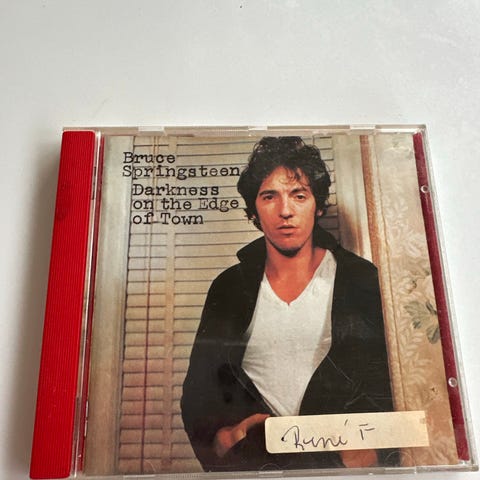 Bruce
Springsteen
Darkness
on the Edge
of Town
René F